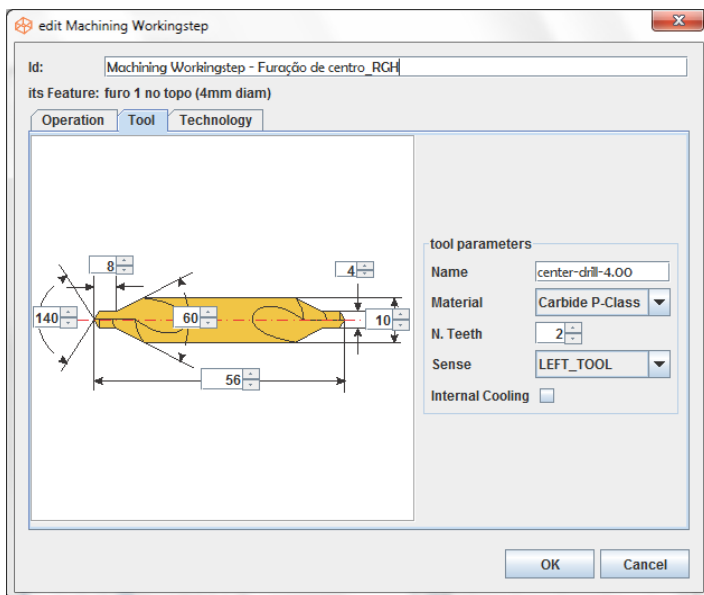 edit Machining Workingstep
Id: Machining Workingstep - Furação de centro_RGH
its Feature: furo 1 no topo (4mm diam)
Operation Tool Technology
8
4
140
60
10
56
tool parameters
Name center-drill-4.00
Material Carbide P-Class
N. Teeth 2
Sense LEFT_TOOL
Internal Cooling
OK Cancel